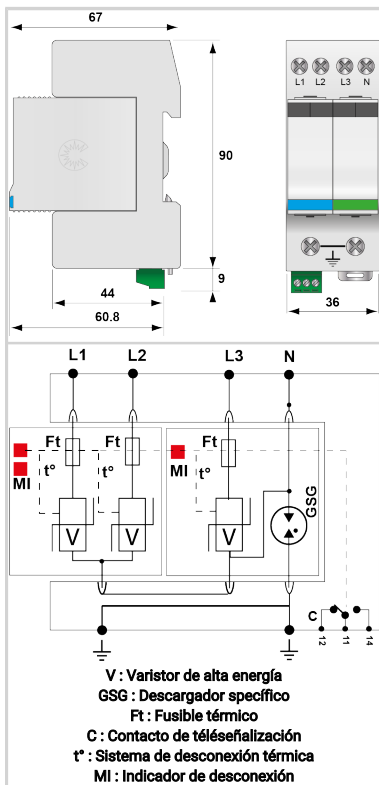 67
90
9
44
60.8
L1 L2 L3 N
36
L1 L2 L3 N
Ft Ft Ft
t° t° t°
MI MI
V V V
GSG
C
12 11 14
V : Varistor de alta energía
GSG : Descargador specífico
Ft : Fusible térmico
C : Contacto de téléseñalización
t° : Sistema de desconexión térmica
MI : Indicador de desconexión